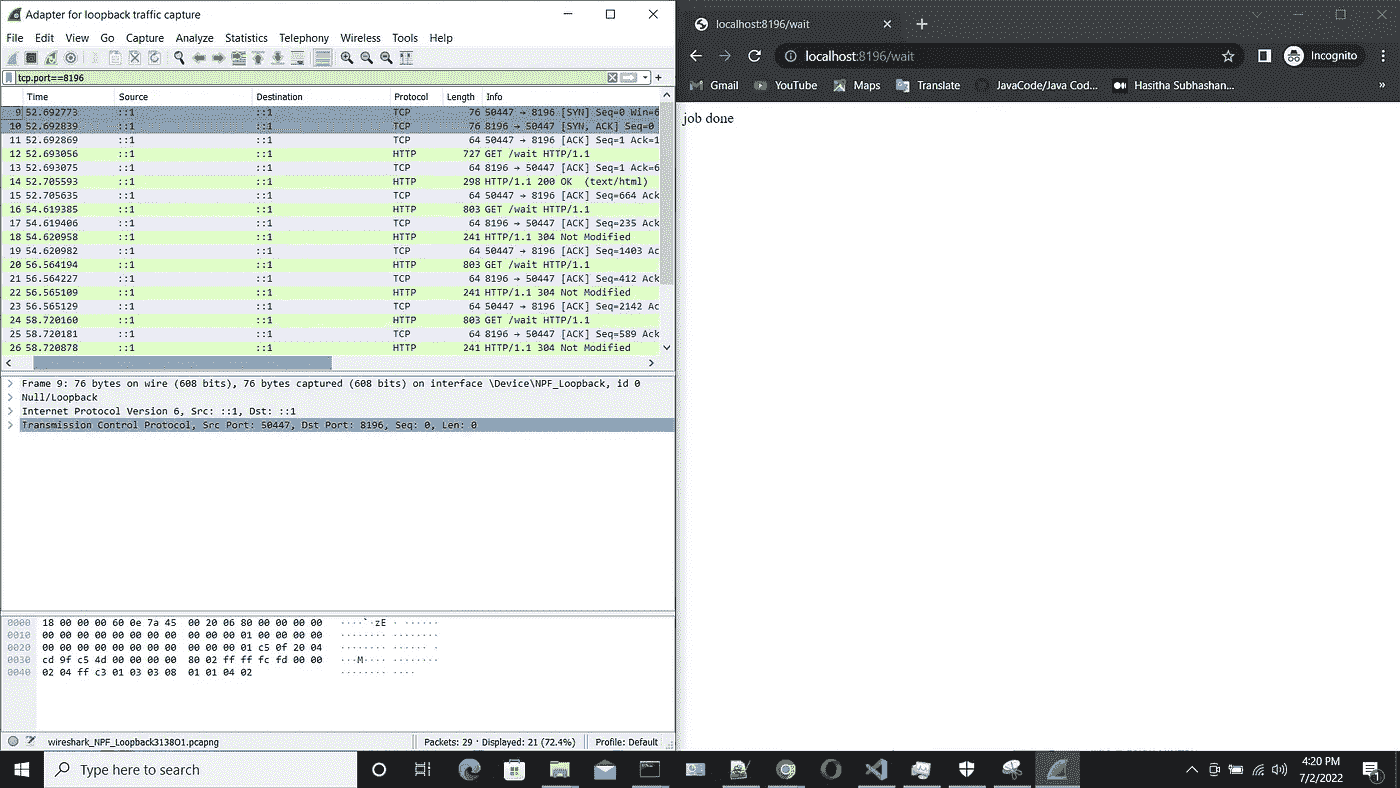 Adapter for loopback traffic capture
File Edit View Go Capture Analyze Statistics Telephony Wireless Tools Help
tcp.port==8196
Time Source Destination Protocol Length Info
9 52.692773 ::1 ::1 TCP 76 50447 → 8196 [SYN] Seq=0 Win=6
10 52.692839 ::1 ::1 TCP 76 8196 → 50447 [SYN, ACK] Seq=0
11 52.692869 ::1 ::1 TCP 64 50447 → 8196 [ACK] Seq=1 Ack=1
12 52.693056 ::1 ::1 HTTP 727 GET /wait HTTP/1.1
13 52.693075 ::1 ::1 TCP 64 8196 → 50447 [ACK] Seq=1 Ack=6
14 52.705593 ::1 ::1 HTTP 298 HTTP/1.1 200 OK (text/html)
15 52.705635 ::1 ::1 TCP 64 50447 → 8196 [ACK] Seq=664 Ack
16 54.619385 ::1 ::1 HTTP 803 GET /wait HTTP/1.1
17 54.619406 ::1 ::1 TCP 64 8196 → 50447 [ACK] Seq=235 Ack
18 54.620958 ::1 ::1 HTTP 241 HTTP/1.1 304 Not Modified
19 54.620982 ::1 ::1 TCP 64 50447 → 8196 [ACK] Seq=1403 Ac
20 56.564194 ::1 ::1 HTTP 803 GET /wait HTTP/1.1
21 56.564227 ::1 ::1 TCP 64 8196 → 50447 [ACK] Seq=412 Ack
22 56.565109 ::1 ::1 HTTP 241 HTTP/1.1 304 Not Modified
23 56.565129 ::1 ::1 TCP 64 50447 → 8196 [ACK] Seq=2142 Ac
24 58.720160 ::1 ::1 HTTP 803 GET /wait HTTP/1.1
25 58.720181 ::1 ::1 TCP 64 8196 → 50447 [ACK] Seq=589 Ack
26 58.720878 ::1 ::1 HTTP 241 HTTP/1.1 304 Not Modified
Frame 9: 76 bytes on wire (608 bits), 76 bytes captured (608 bits) on interface \Device\NPF_Loopback, id 0
Null/Loopback
Internet Protocol Version 6, Src: ::1, Dst: ::1
Transmission Control Protocol, Src Port: 50447, Dst Port: 8196, Seq: 0, Len: 0
0000 18 00 00 00 60 0e 7a 45 00 20 06 80 00 00 00 00 ····`·zE · ······
0010 00 00 00 00 00 00 00 00 00 00 00 01 00 00 00 00 ········ ········
0020 00 00 00 00 00 00 00 00 00 00 00 01 c5 0f 20 04 ········ ······ ·
0030 cd 9f c5 4d 00 00 00 00 80 02 ff ff fc fd 00 00 ···M···· ········
0040 02 04 ff c3 01 03 03 08 01 01 04 02 ········ ····
wireshark_NPF_Loopback3138O1.pcapng Packets: 29 · Displayed: 21 (72.4%) Profile: Default
localhost:8196/wait
localhost:8196/wait Incognito
Gmail YouTube Maps Translate JavaCode/Java Cod... Hasitha Subhashan... »
job done
Type here to search
4:20 PM
7/2/2022
1